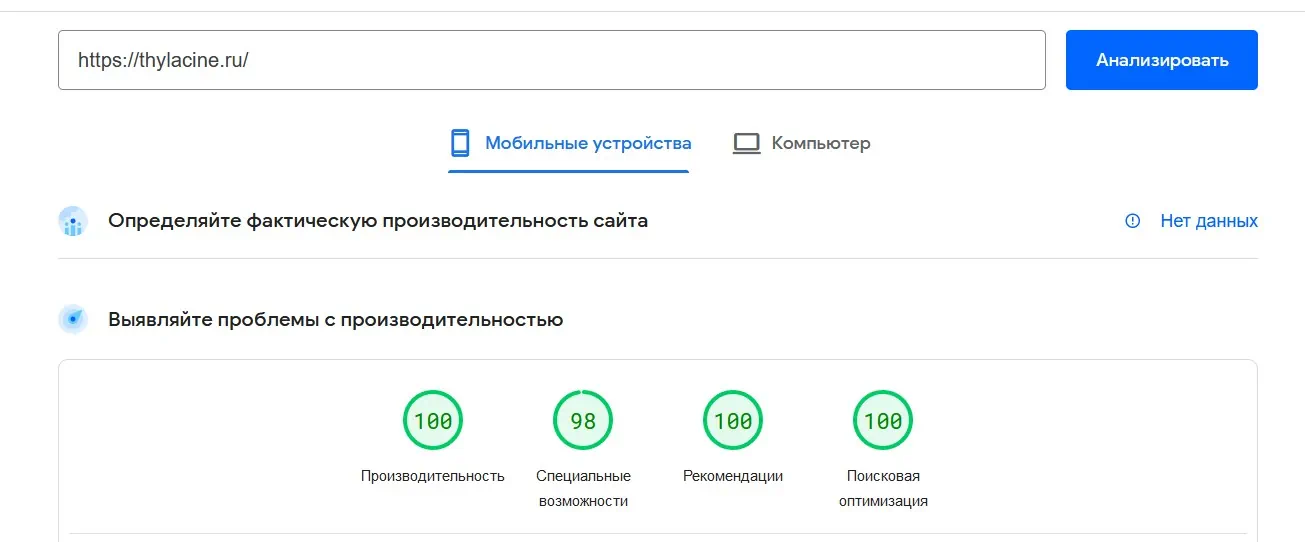 https://thylacine.ru/
Анализировать
Мобильные устройства
Компьютер
Определяйте фактическую производительность сайта
Нет данных
Выявляйте проблемы с производительностью
100
98
100
100
Производительность
Специальные
возможности
Рекомендации
Поисковая
оптимизация